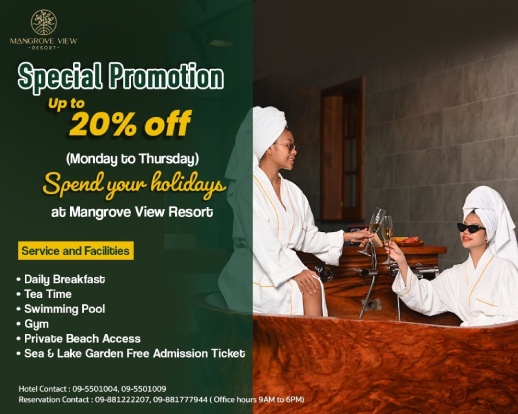 MANGROVE VIEW
-RESORT-
Special Promotion
Up to
20% off
(Monday to Thursday)
Spend your holidays
at Mangrove View Resort
Service and Facilities
• Daily Breakfast
• Tea Time
• Swimming Pool
• Gym
• Private Beach Access
• Sea & Lake Garden Free Admission Ticket
Hotel Contact : 09-5501004, 09-5501009
Reservation Contact : 09-881222207, 09-881777944 ( Office hours 9AM to 6PM)